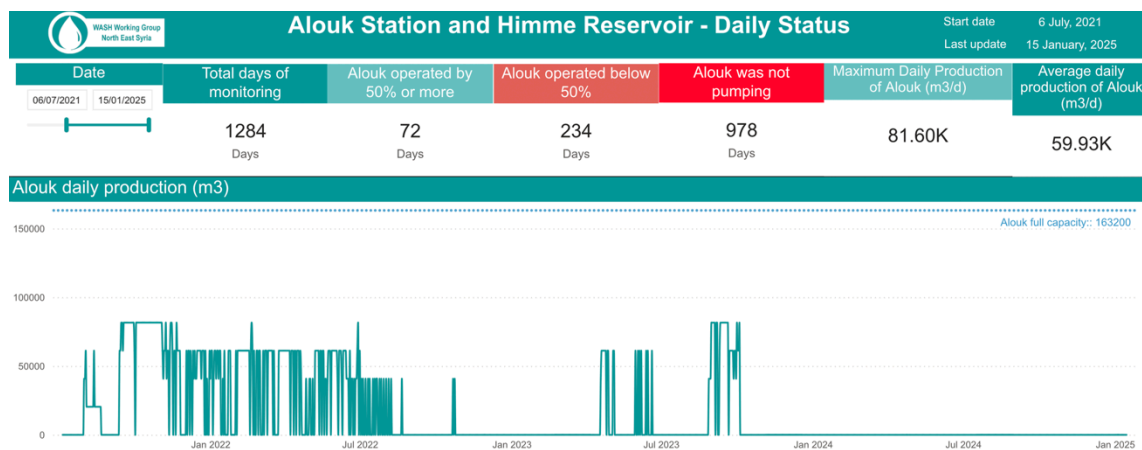 WASH Working Group
North East Syria
Alouk Station and Himme Reservoir - Daily Status
Start date 6 July, 2021
Last update 15 January, 2025
Date
06/07/2021 15/01/2025
Total days of
monitoring
1284
Days
Alouk operated by
50% or more
72
Days
Alouk operated below
50%
234
Days
Alouk was not
pumping
978
Days
Maximum Daily Production
of Alouk (m3/d)
81.60K
Average daily
production of Alouk
(m3/d)
59.93K
Alouk daily production (m3)
Alouk full capacity:: 163200
150000
100000
50000
0
Jan 2022 Jul 2022 Jan 2023 Jul 2023 Jan 2024 Jul 2024 Jan 2025